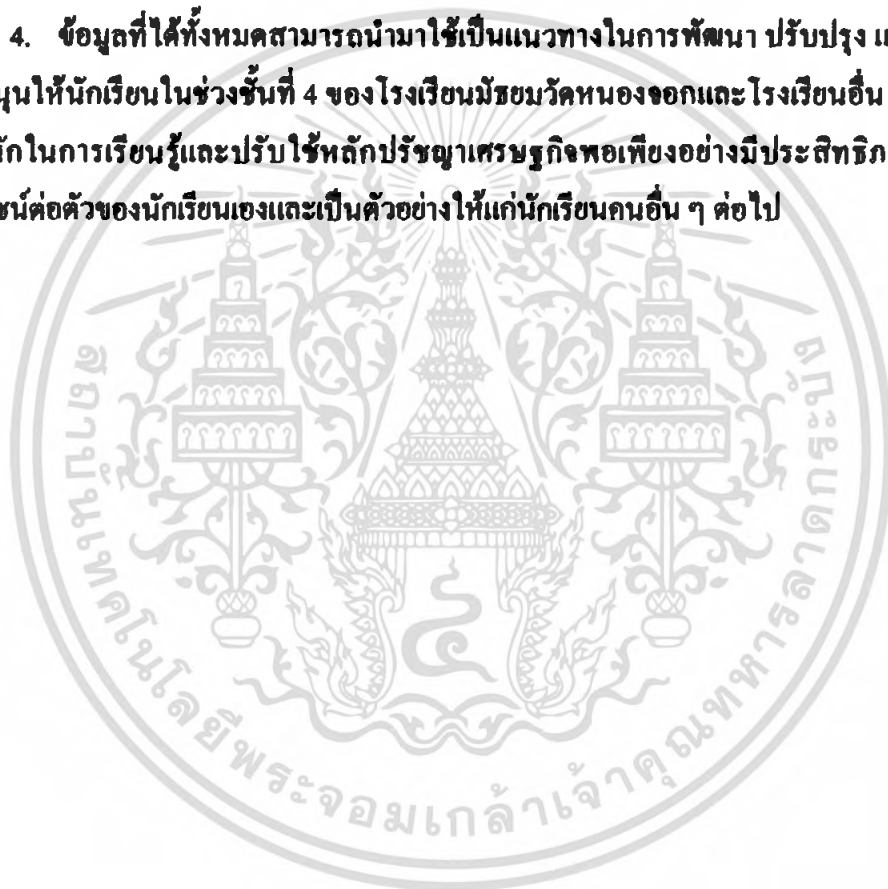 4. ข้อมูลที่ได้ทั้งหมดสามารถนำมาใช้เป็นแนวทางในการพัฒนา ปรับปรุง แ
นุนให้นักเรียนในช่วงชั้นที่ 4 ของโรงเรียนมัธยมวัดหนองจอกและโรงเรียนอื่น
ักในการเรียนรู้และปรับใช้หลักปรัชญาเศรษฐกิจพอเพียงอย่างมีประสิทธิภ
ชน์ต่อตัวของนักเรียนเองและเป็นตัวอย่างให้แก่นักเรียนคนอื่น ๆ ต่อไป
สถาบันเทคโนโลยีพระจอมเกล้าเจ้าคุณทหารลาดกระบัง